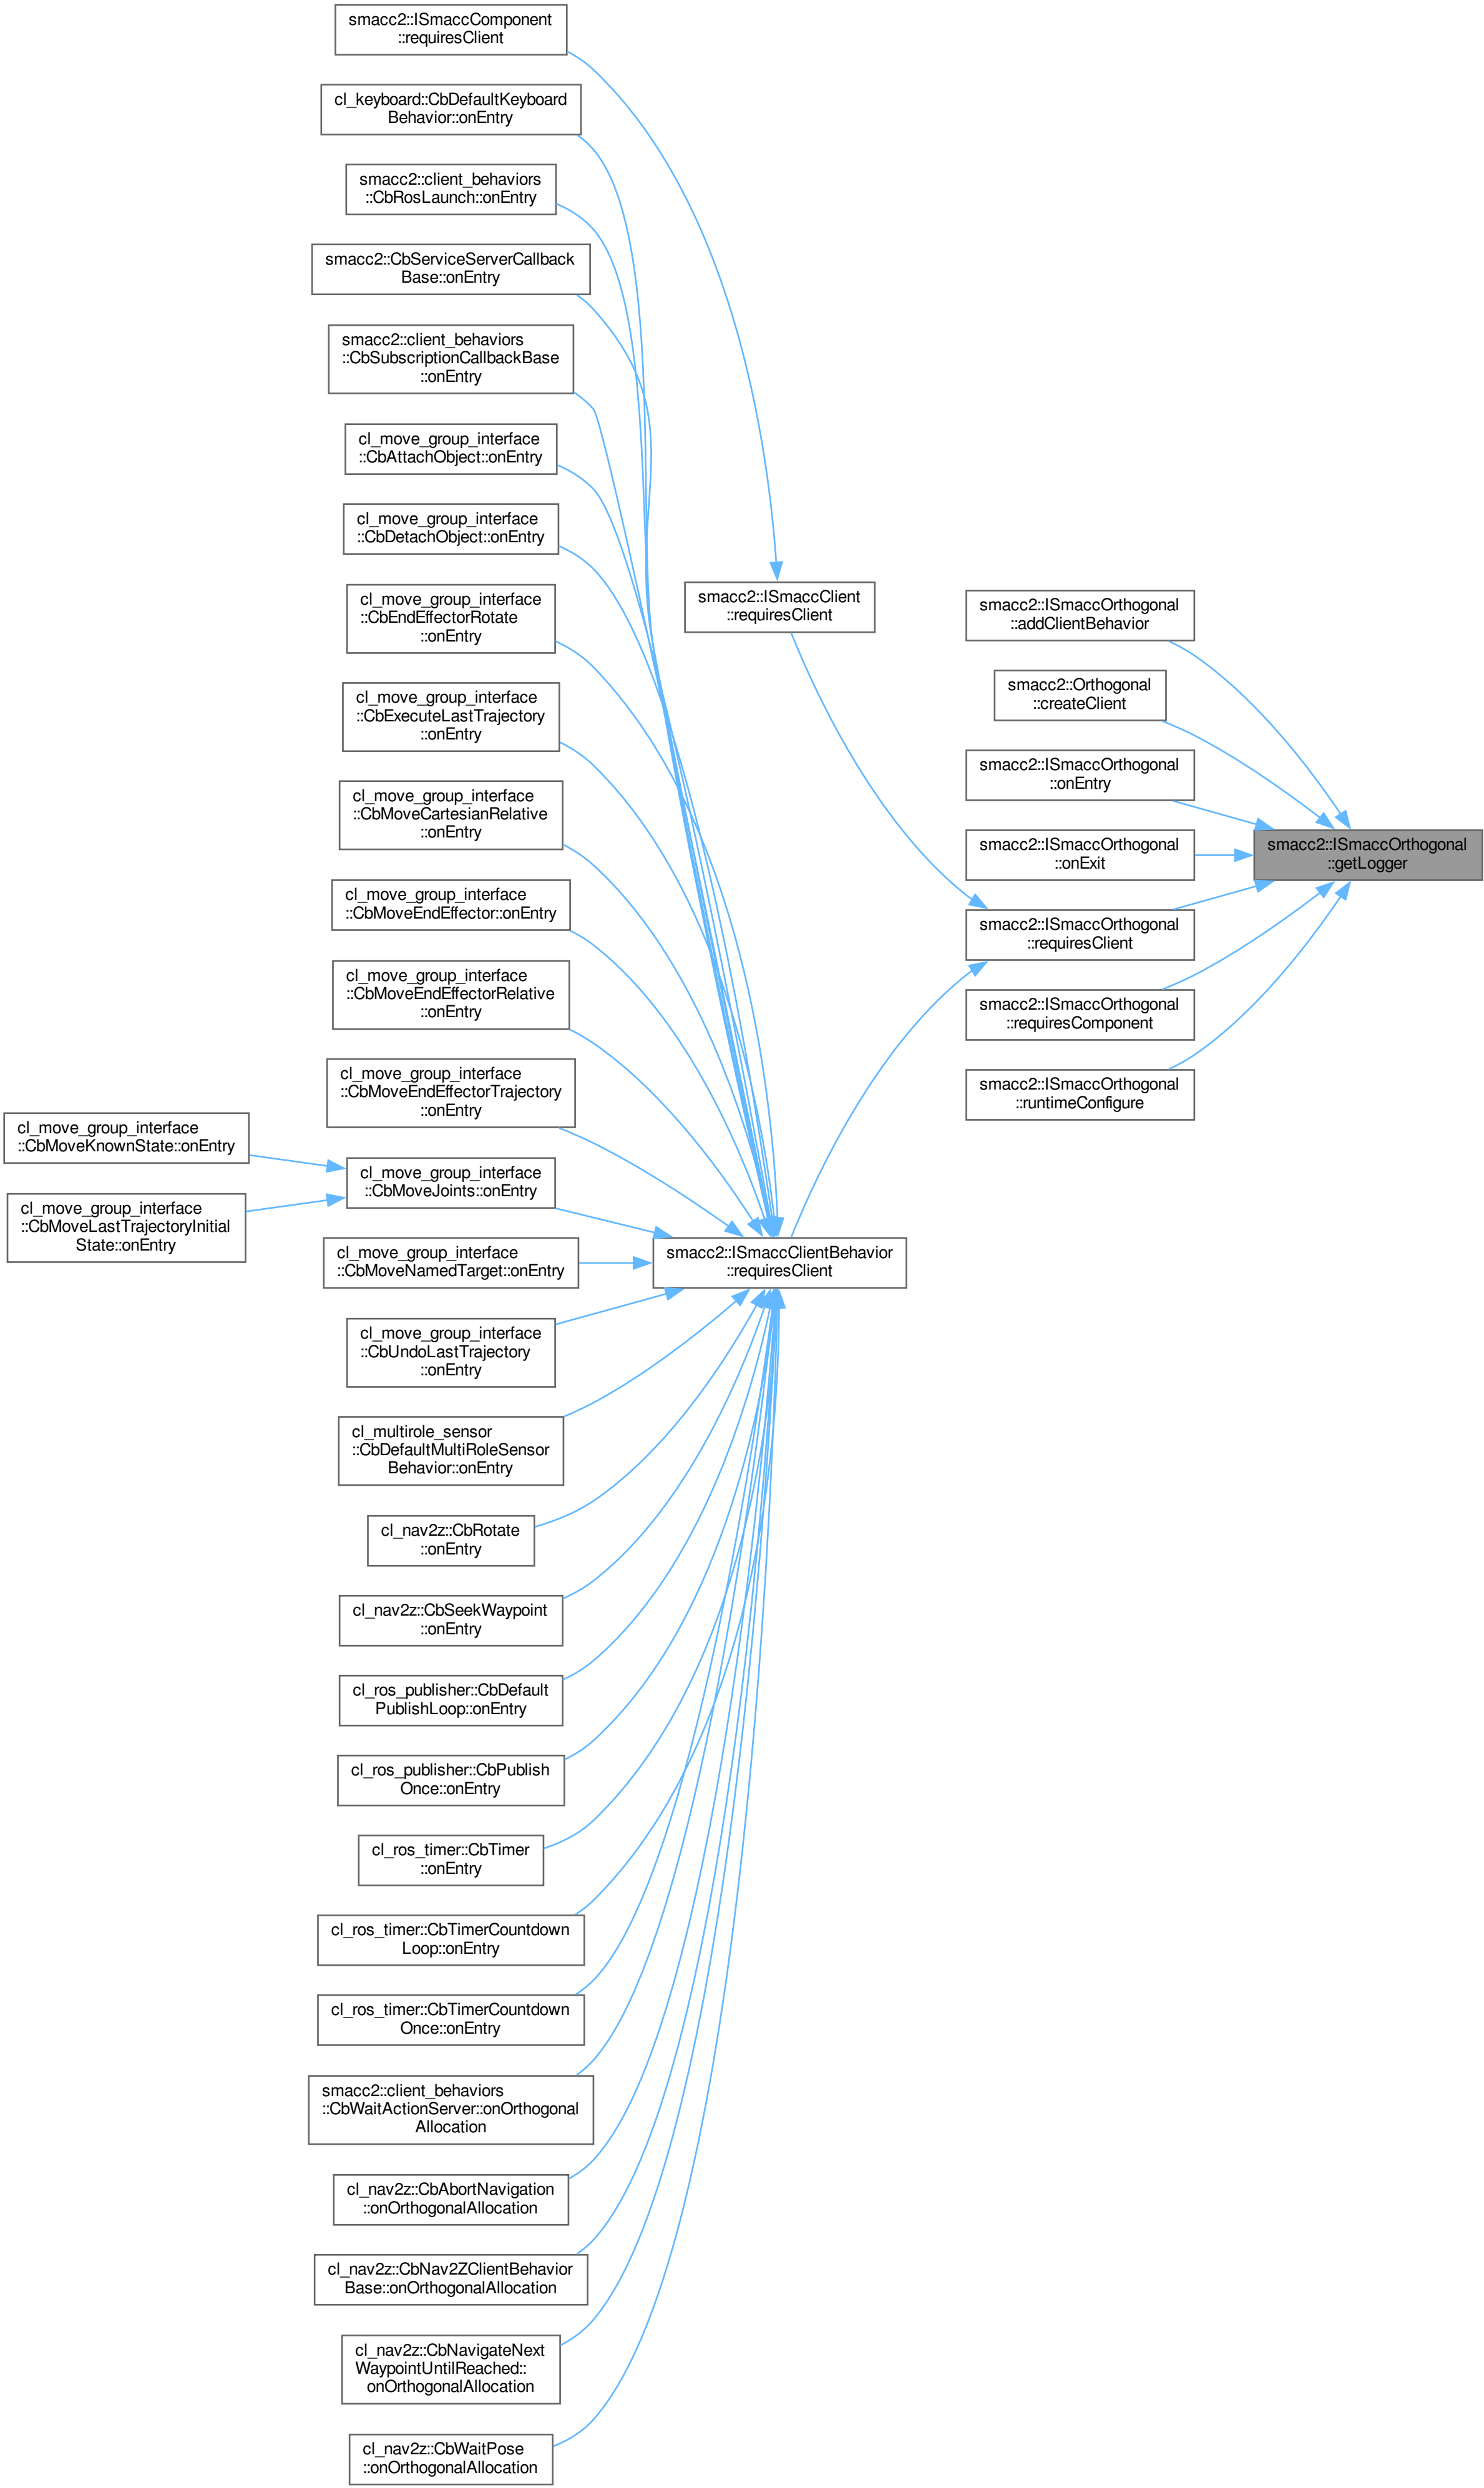 smacc2::ISmaccComponent
::requiresClient
cl_keyboard::CbDefaultKeyboard
Behavior::onEntry
smacc2::client_behaviors
::CbRosLaunch::onEntry
smacc2::CbServiceServerCallback
Base::onEntry
smacc2::client_behaviors
::CbSubscriptionCallbackBase
::onEntry
cl_move_group_interface
::CbAttachObject::onEntry
cl_move_group_interface
::CbDetachObject::onEntry
cl_move_group_interface
::CbEndEffectorRotate
::onEntry
cl_move_group_interface
::CbExecuteLastTrajectory
::onEntry
cl_move_group_interface
::CbMoveCartesianRelative
::onEntry
cl_move_group_interface
::CbMoveEndEffector::onEntry
cl_move_group_interface
::CbMoveEndEffectorRelative
::onEntry
cl_move_group_interface
::CbMoveEndEffectorTrajectory
::onEntry
cl_move_group_interface
::CbMoveKnownState::onEntry
cl_move_group_interface
::CbMoveLastTrajectoryInitial
State::onEntry
cl_move_group_interface
::CbMoveJoints::onEntry
cl_move_group_interface
::CbMoveNamedTarget::onEntry
cl_move_group_interface
::CbUndoLastTrajectory
::onEntry
cl_multirole_sensor
::CbDefaultMultiRoleSensor
Behavior::onEntry
cl_nav2z::CbRotate
::onEntry
cl_nav2z::CbSeekWaypoint
::onEntry
cl_ros_publisher::CbDefault
PublishLoop::onEntry
cl_ros_publisher::CbPublish
Once::onEntry
cl_ros_timer::CbTimer
::onEntry
cl_ros_timer::CbTimerCountdown
Loop::onEntry
cl_ros_timer::CbTimerCountdown
Once::onEntry
smacc2::client_behaviors
::CbWaitActionServer::onOrthogonal
Allocation
cl_nav2z::CbAbortNavigation
::onOrthogonalAllocation
cl_nav2z::CbNav2ZClientBehavior
Base::onOrthogonalAllocation
cl_nav2z::CbNavigateNext
WaypointUntilReached::
onOrthogonalAllocation
cl_nav2z::CbWaitPose
::onOrthogonalAllocation
smacc2::ISmaccClient
::requiresClient
smacc2::ISmaccClientBehavior
::requiresClient
smacc2::ISmaccOrthogonal
::addClientBehavior
smacc2::Orthogonal
::createClient
smacc2::ISmaccOrthogonal
::onEntry
smacc2::ISmaccOrthogonal
::onExit
smacc2::ISmaccOrthogonal
::requiresClient
smacc2::ISmaccOrthogonal
::requiresComponent
smacc2::ISmaccOrthogonal
::runtimeConfigure
smacc2::ISmaccOrthogonal
::getLogger